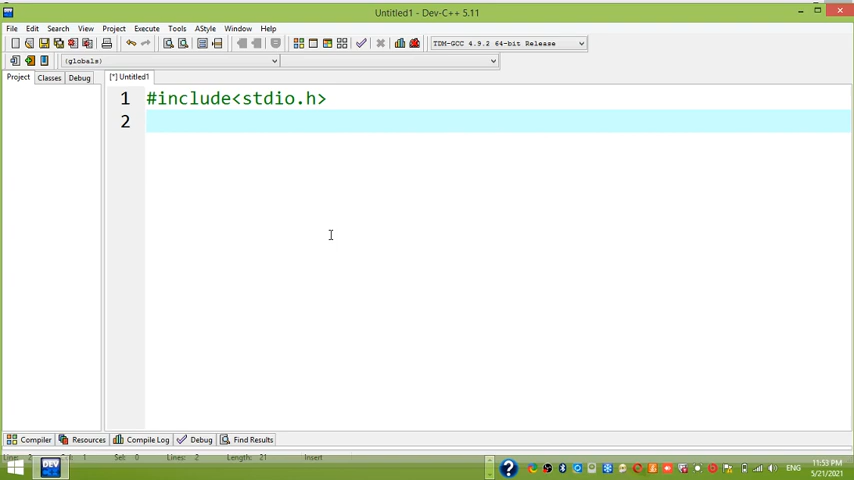 Untitled1 - Dev-C++ 5.11
File Edit Search View Project Execute Tools AStyle Window Help
TDM-GCC 4.9.2 64-bit Release
(globals)
Project Classes Debug [*] Untitled1
1 #include<stdio.h>
2
Compiler Resources Compile Log Debug Find Results
Sel: 0 Lines: 2 Length: 21 Insert
DEV
ENG 11:53 PM
5/21/2021